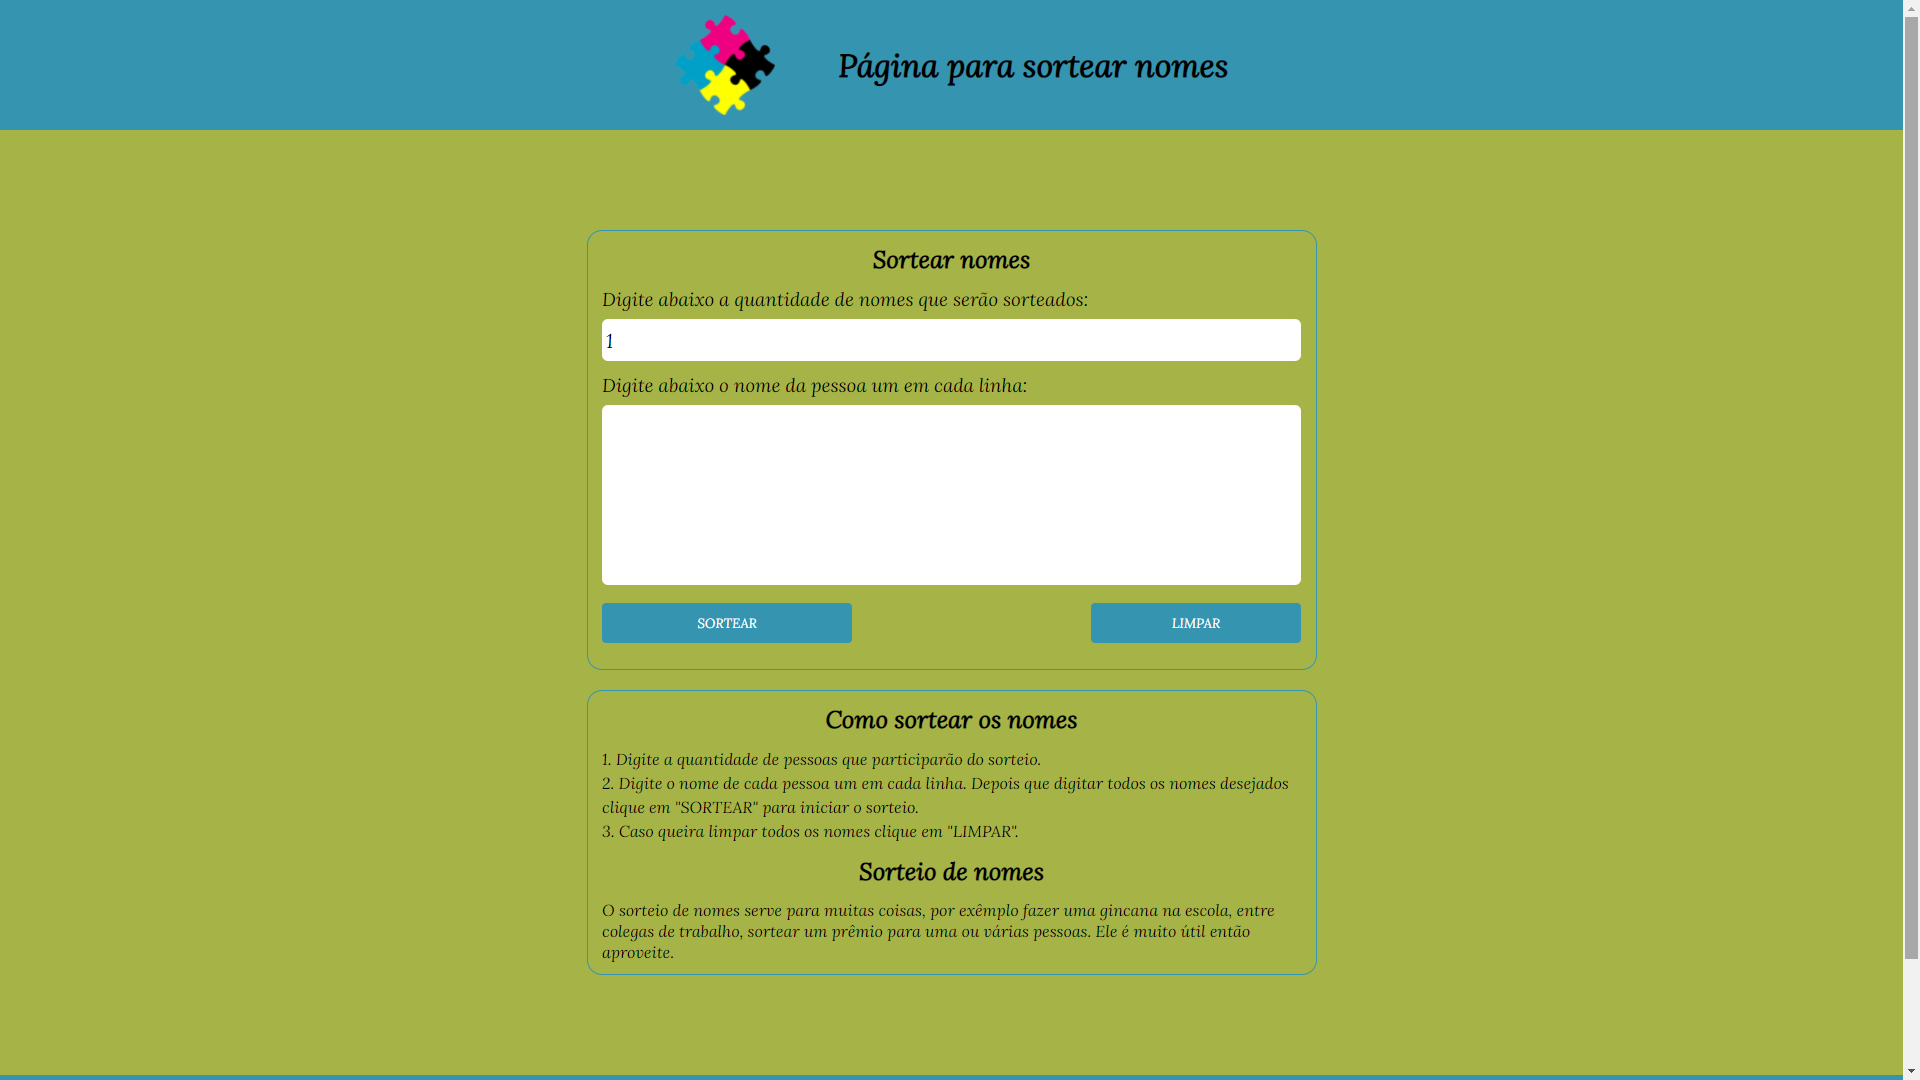 Página para sortear nomes
Sortear nomes
Digite abaixo a quantidade de nomes que serão sorteados:
1
Digite abaixo o nome da pessoa um em cada linha:
SORTEAR
LIMPAR
Como sortear os nomes
1. Digite a quantidade de pessoas que participarão do sorteio.
2. Digite o nome de cada pessoa um em cada linha. Depois que digitar todos os nomes desejados
clique em "SORTEAR" para iniciar o sorteio.
3. Caso queira limpar todos os nomes clique em "LIMPAR".
Sorteio de nomes
O sorteio de nomes serve para muitas coisas, por exêmplo fazer uma gincana na escola, entre
colegas de trabalho, sortear um prêmio para uma ou várias pessoas. Ele é muito útil então
aproveite.